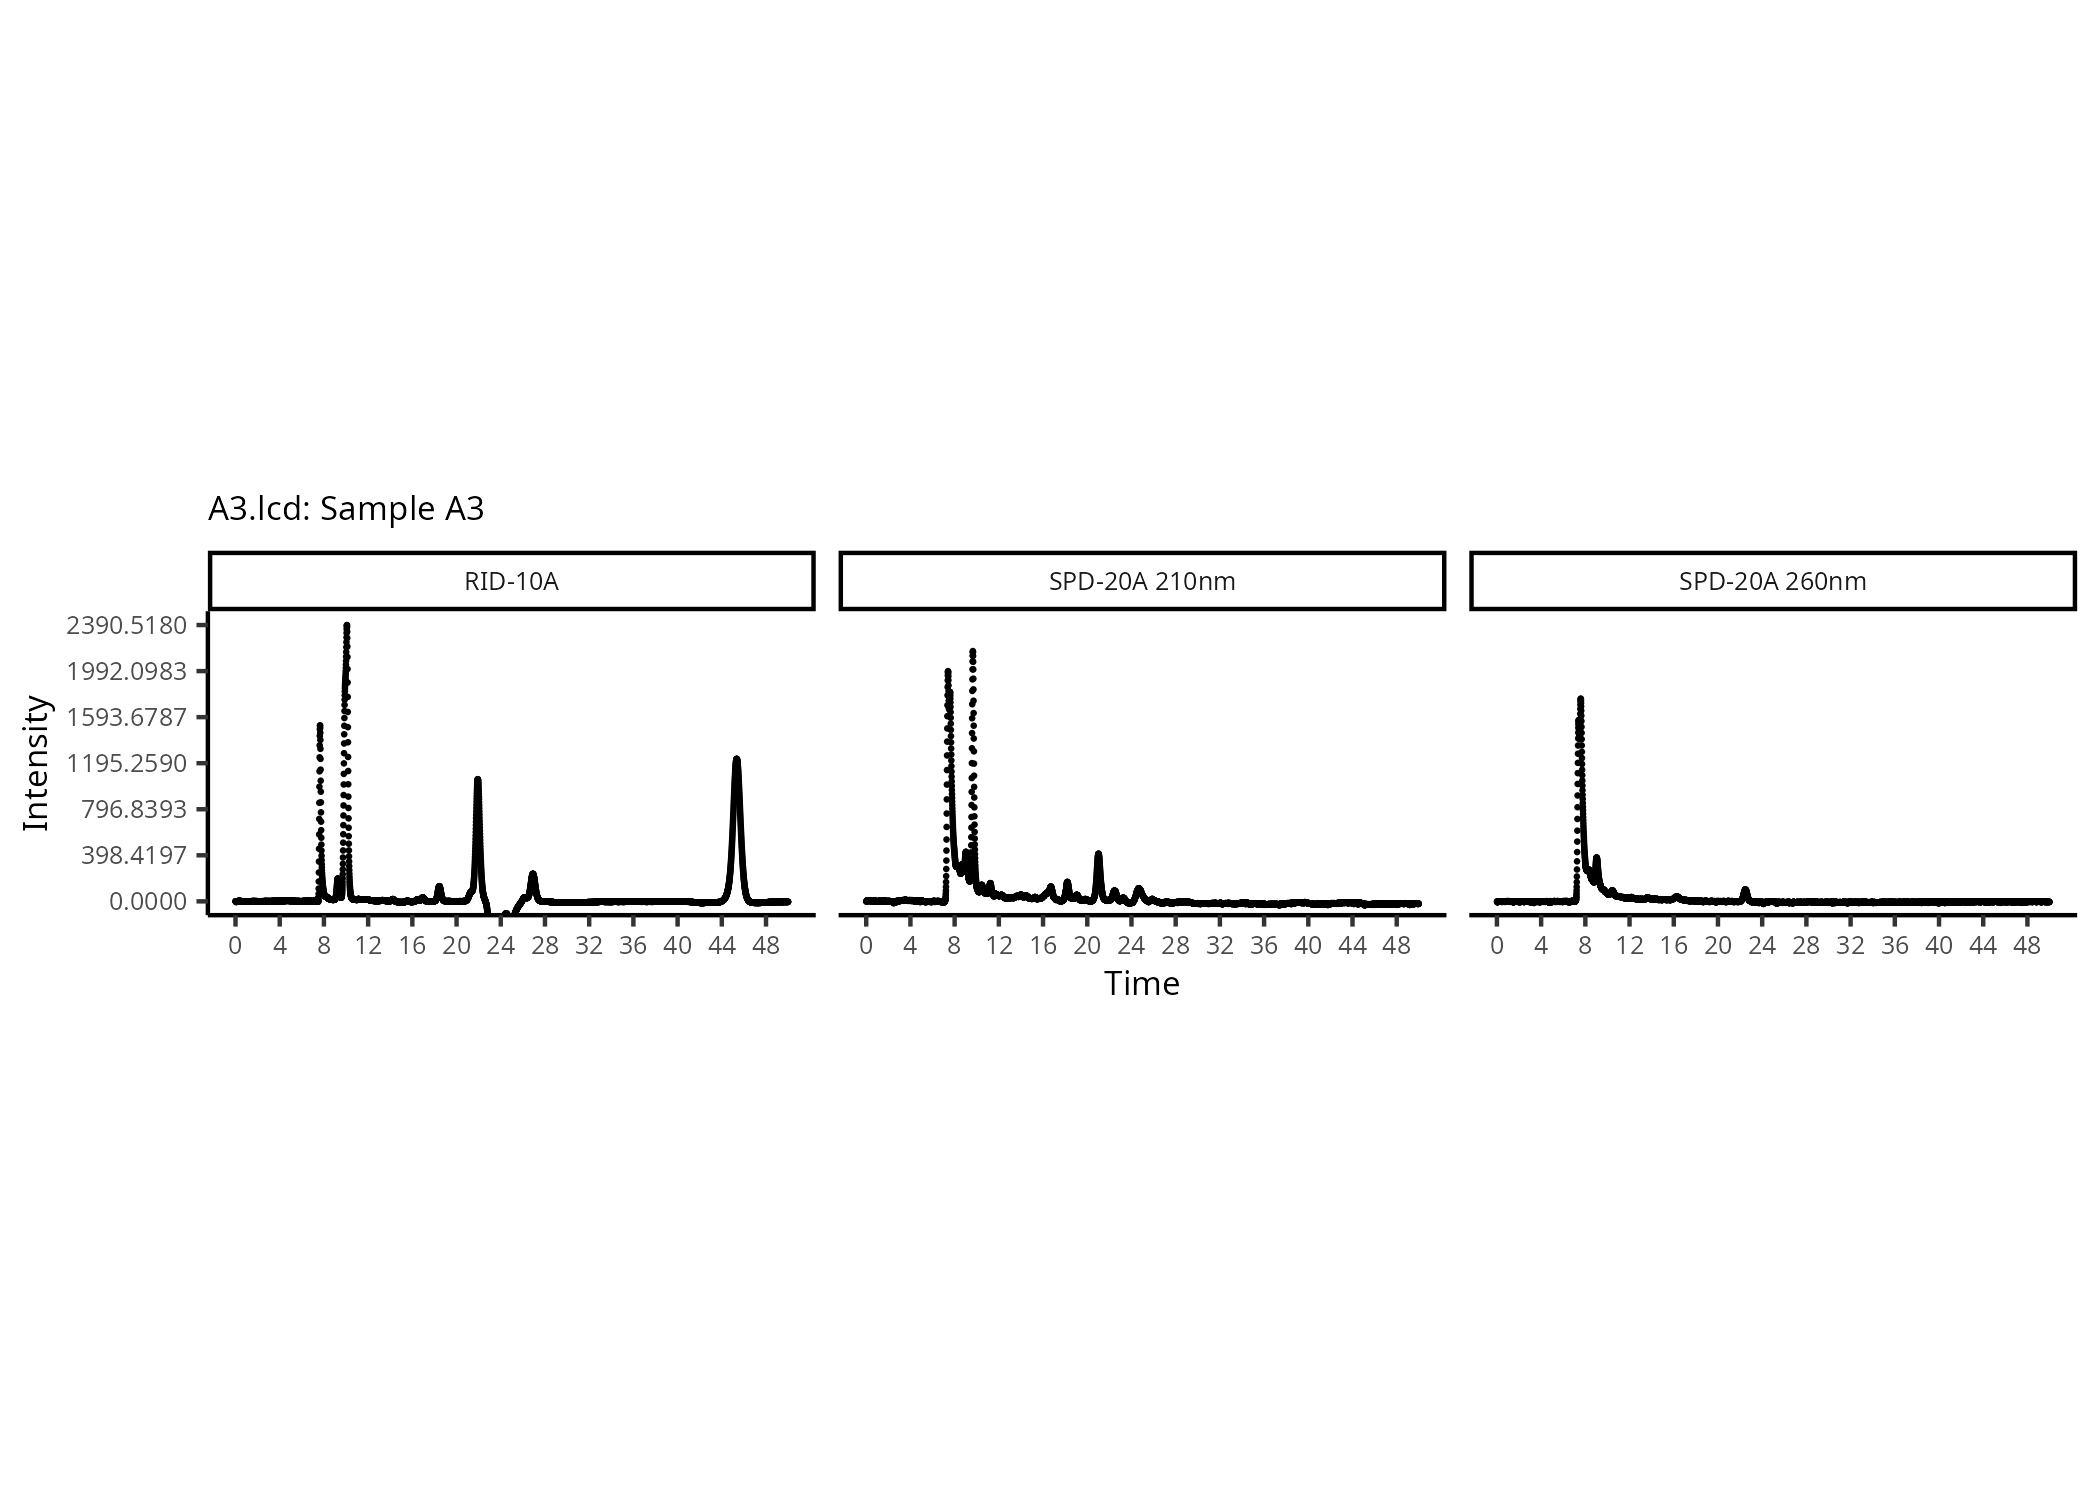 A3.lcd: Sample A3
RID-10A
SPD-20A 210nm
SPD-20A 260nm
Intensity
2390.5180
1992.0983
1593.6787
1195.2590
796.8393
398.4197
0.0000
0 4 8 12 16 20 24 28 32 36 40 44 48
0 4 8 12 16 20 24 28 32 36 40 44 48
0 4 8 12 16 20 24 28 32 36 40 44 48
Time